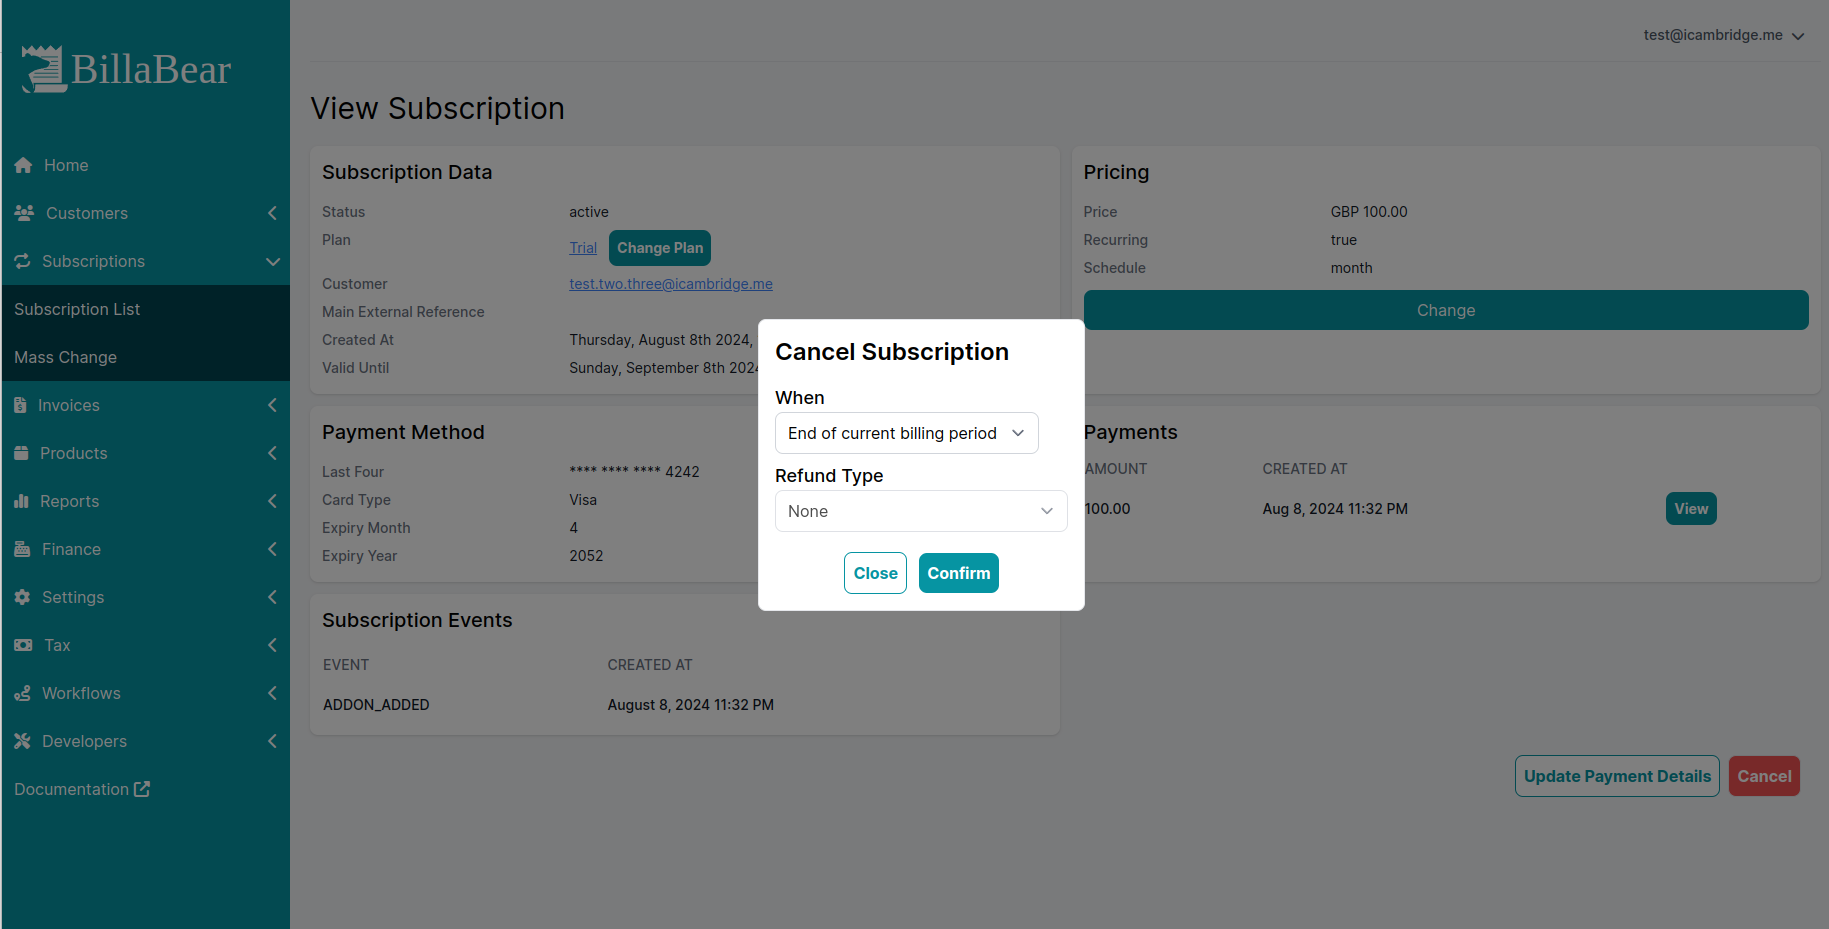 BillaBear
Home
Customers
Subscriptions
Subscription List
Mass Change
Invoices
Products
Reports
Finance
Settings
Tax
Workflows
Developers
Documentation
test@icambridge.me
View Subscription
Subscription Data
Status active
Plan Trial Change Plan
Customer test.two.three@icambridge.me
Main External Reference
Created At Thursday, August 8th 2024,
Valid Until Sunday, September 8th 2024
Pricing
Price GBP 100.00
Recurring true
Schedule month
Change
Payment Method
Last Four **** **** **** 4242
Card Type Visa
Expiry Month 4
Expiry Year 2052
Payments
AMOUNT CREATED AT
100.00 Aug 8, 2024 11:32 PM View
Subscription Events
EVENT CREATED AT
ADDON_ADDED August 8, 2024 11:32 PM
Update Payment Details Cancel
Cancel Subscription
When
End of current billing period
Refund Type
None
Close Confirm